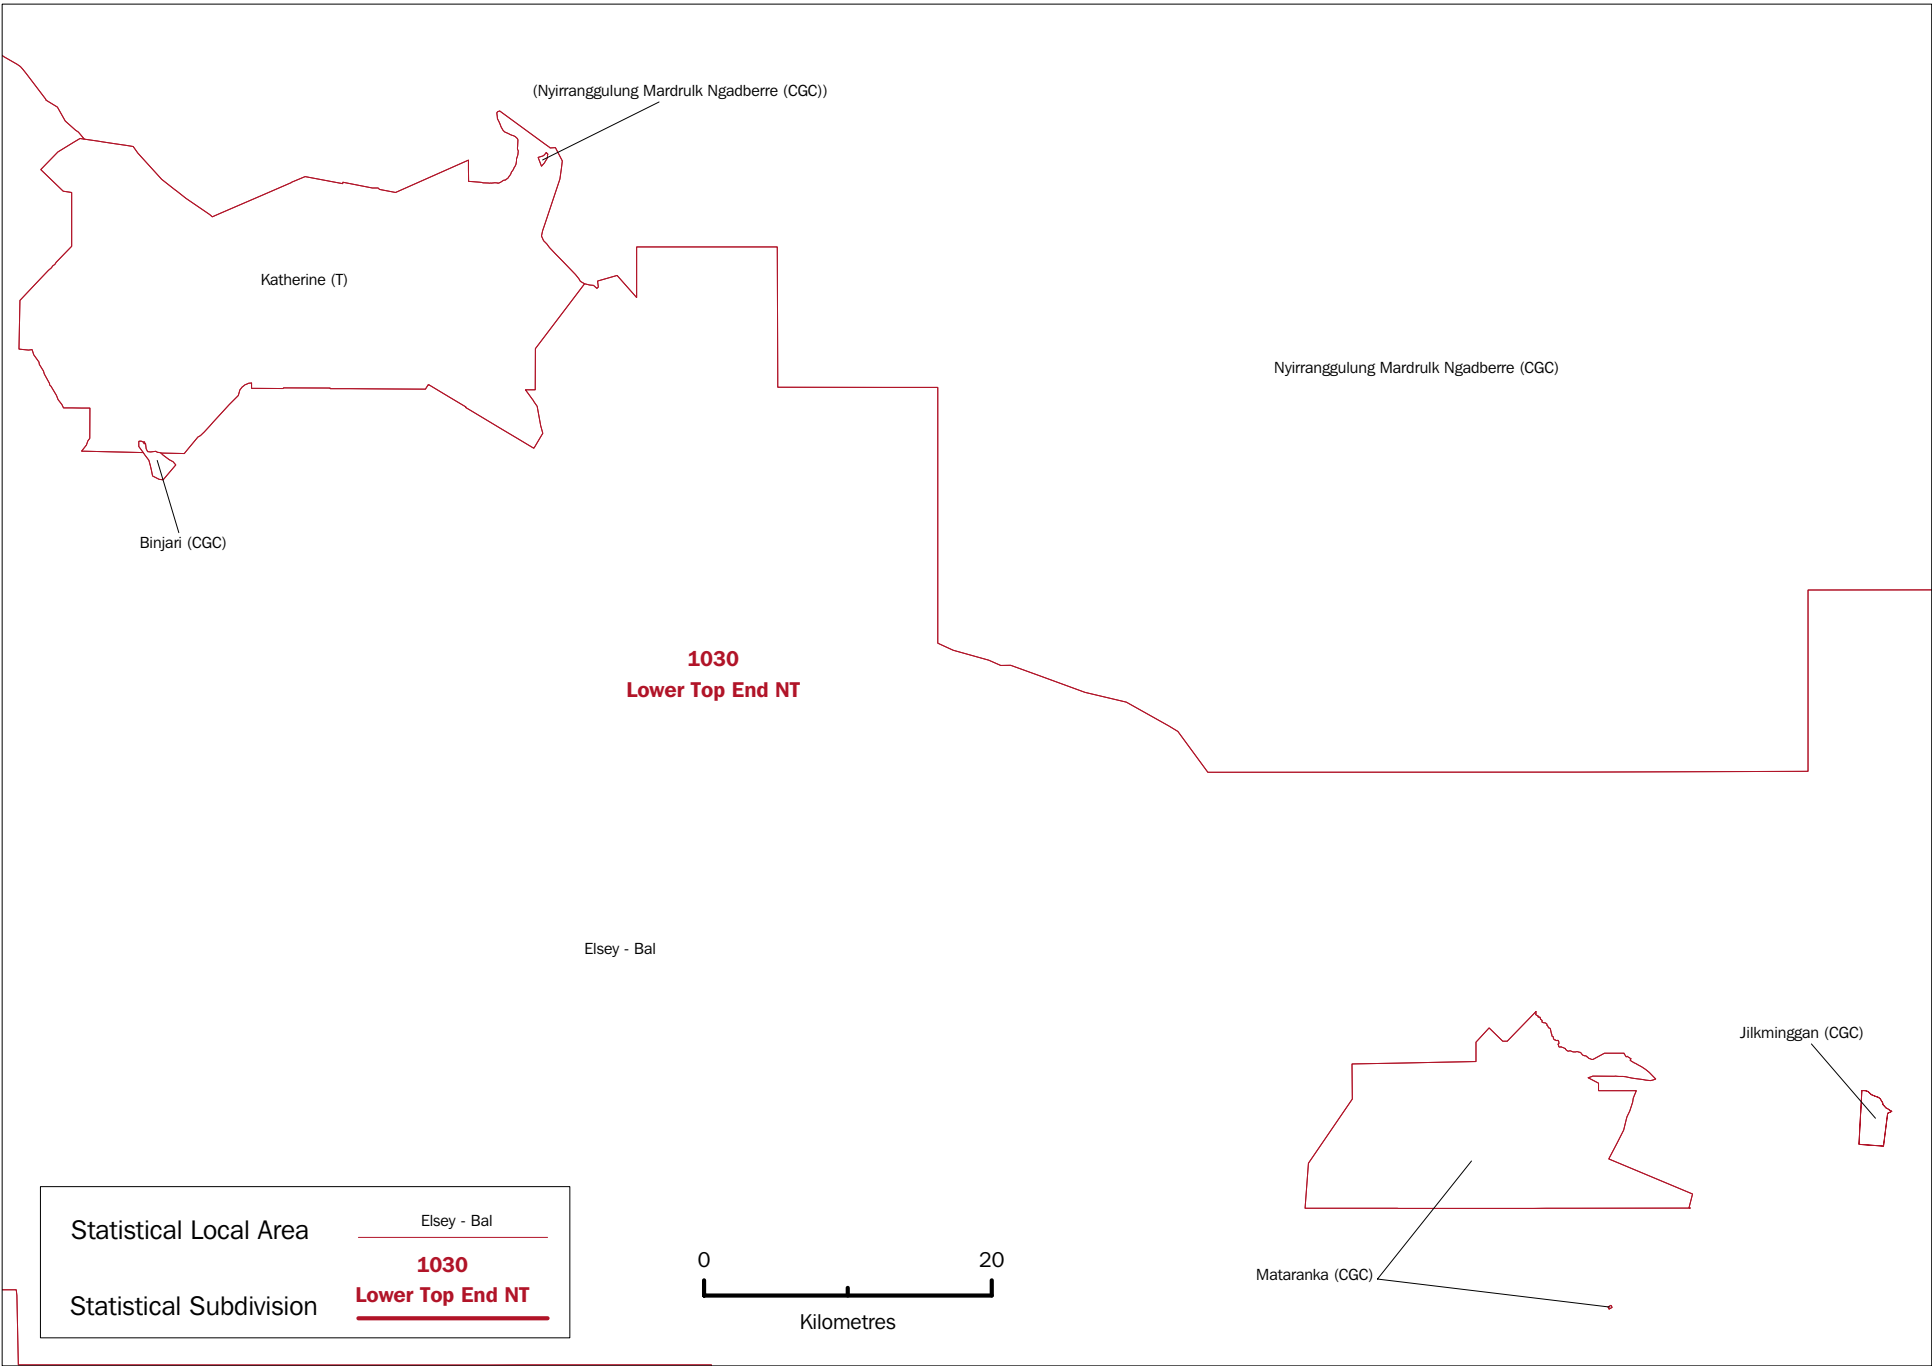 (Nyirranggulung Mardrulk Ngadberre (CGC))
Katherine (T)
Nyirranggulung Mardrulk Ngadberre (CGC)
Binjari (CGC)
1030
Lower Top End NT
Elsey - Bal
Jilkminggan (CGC)
Mataranka (CGC)
Statistical Local Area
Elsey - Bal
1030
Statistical Subdivision
Lower Top End NT
0 20
Kilometres